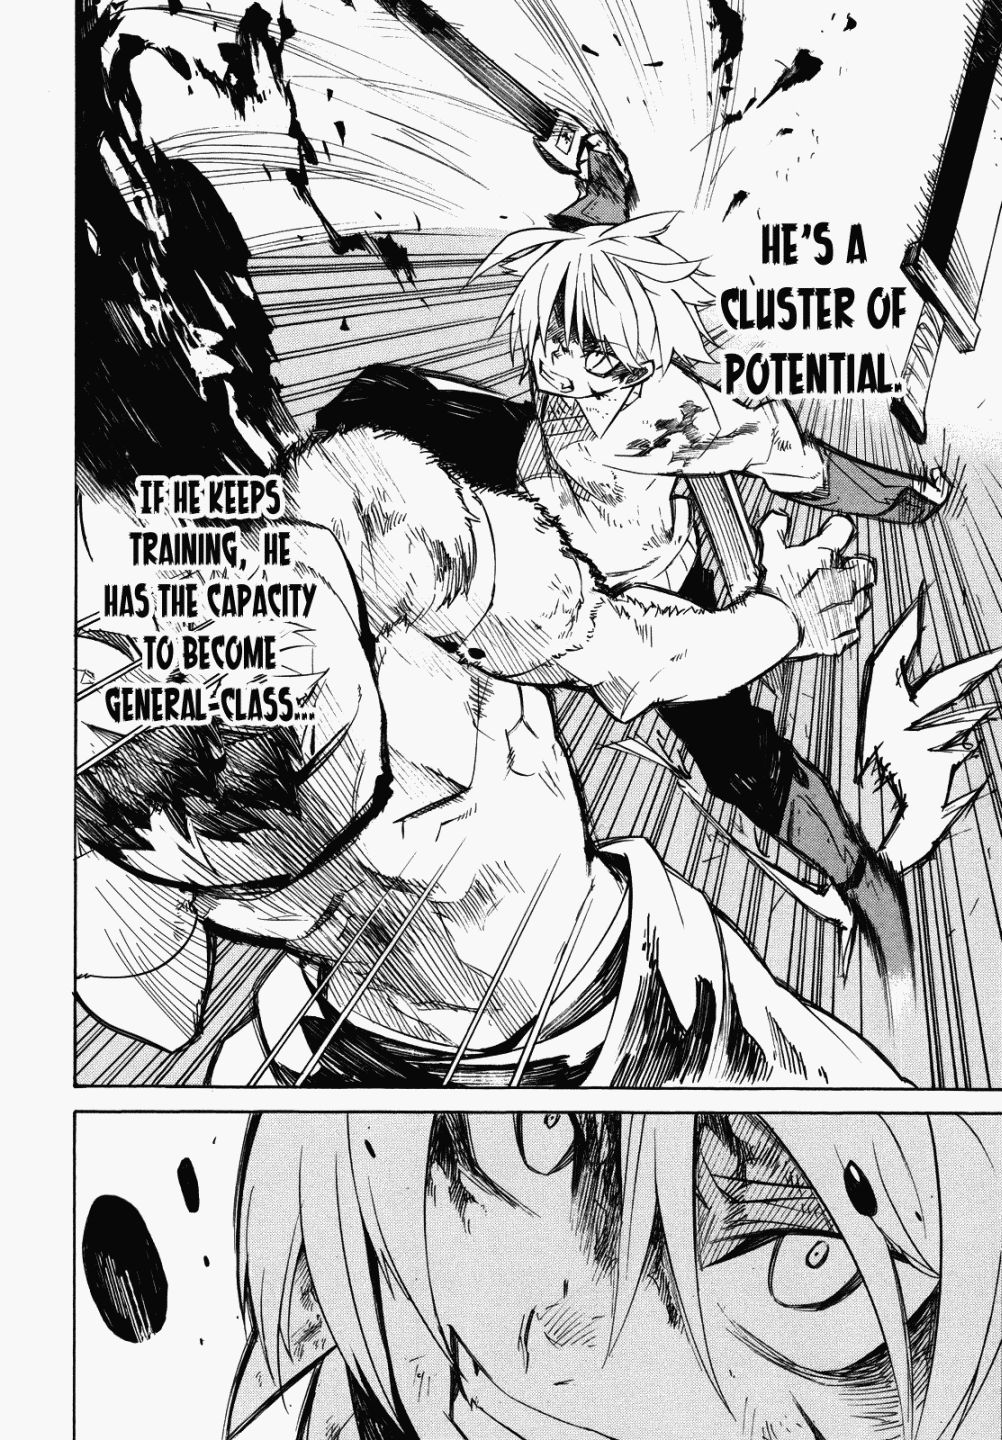 HE'S A
CLUSTER OF
POTENTIAL.
IF HE KEEPS
TRAINING, HE
HAS THE CAPACITY
TO BECOME
GENERAL-CLASS...